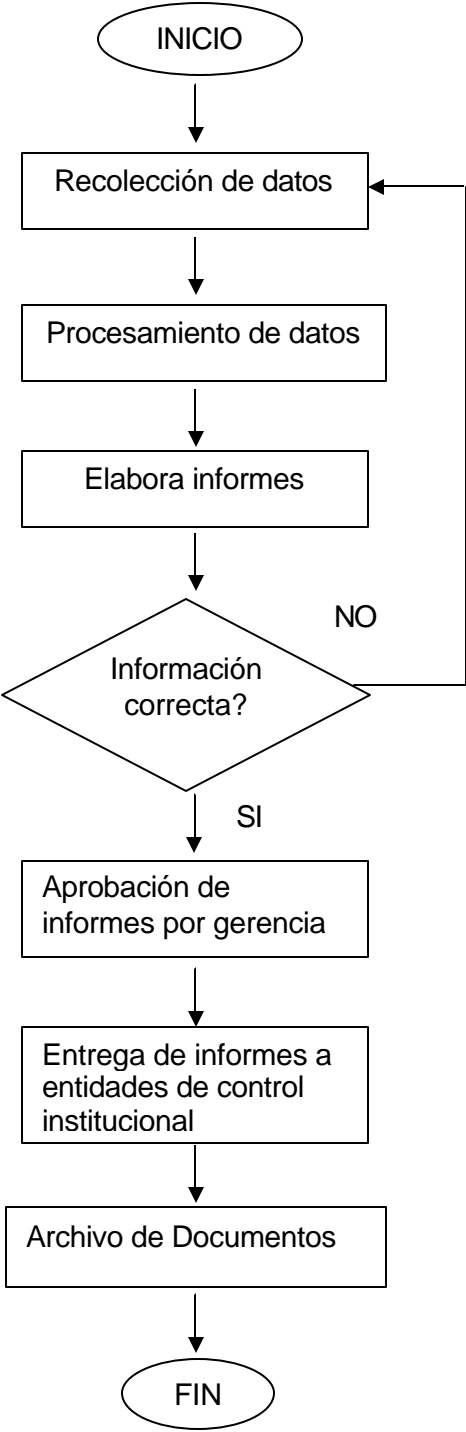 INICIO
Recolección de datos
Procesamiento de datos
Elabora informes
NO
Información
correcta?
SI
Aprobación de
informes por gerencia
Entrega de informes a
entidades de control
institucional
Archivo de Documentos
FIN